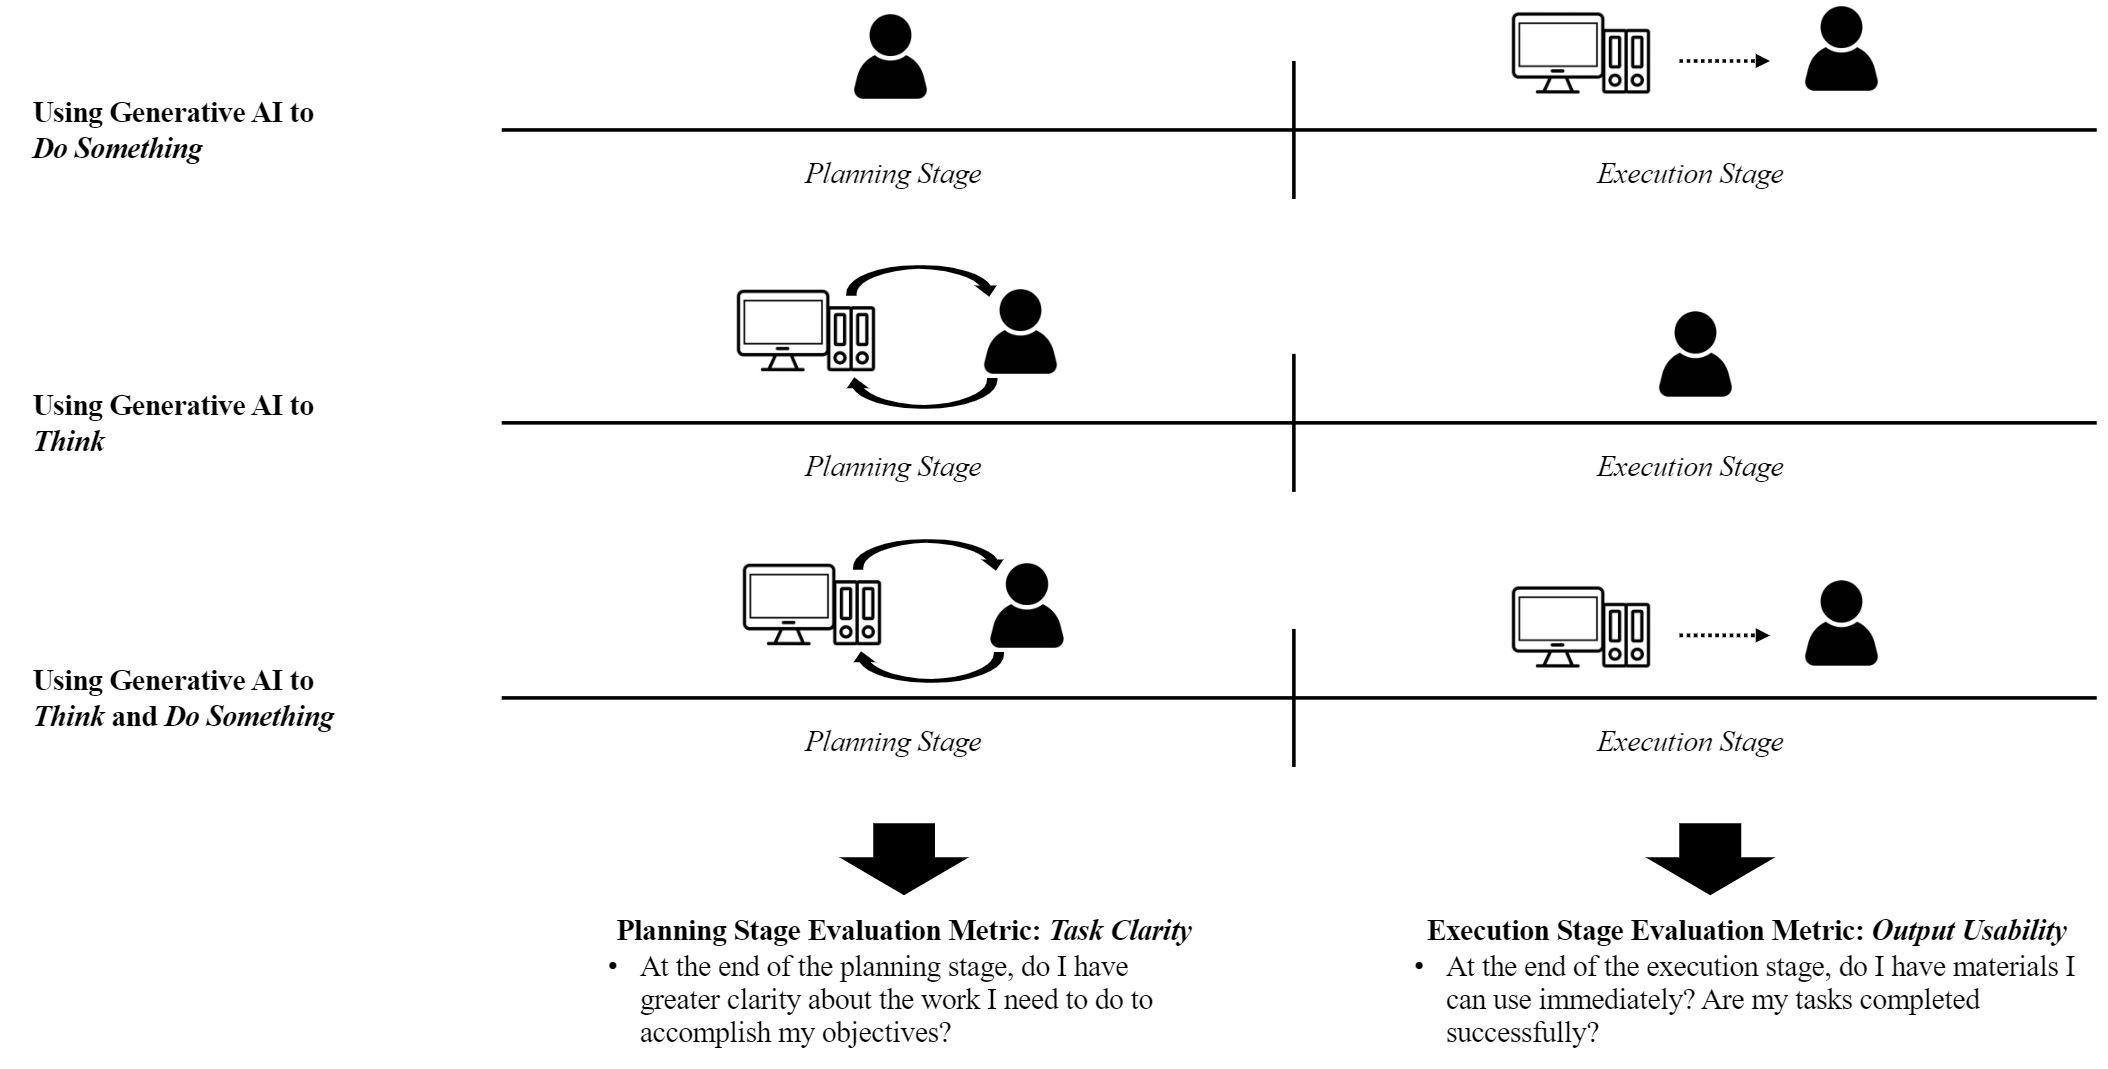 Using Generative AI to
Do Something
Planning Stage
Execution Stage
Using Generative AI to
Think
Planning Stage
Execution Stage
Using Generative AI to
Think and Do Something
Planning Stage
Execution Stage
Planning Stage Evaluation Metric: Task Clarity
• At the end of the planning stage, do I have
greater clarity about the work I need to do to
accomplish my objectives?
Execution Stage Evaluation Metric: Output Usability
• At the end of the execution stage, do I have materials I
can use immediately? Are my tasks completed
successfully?